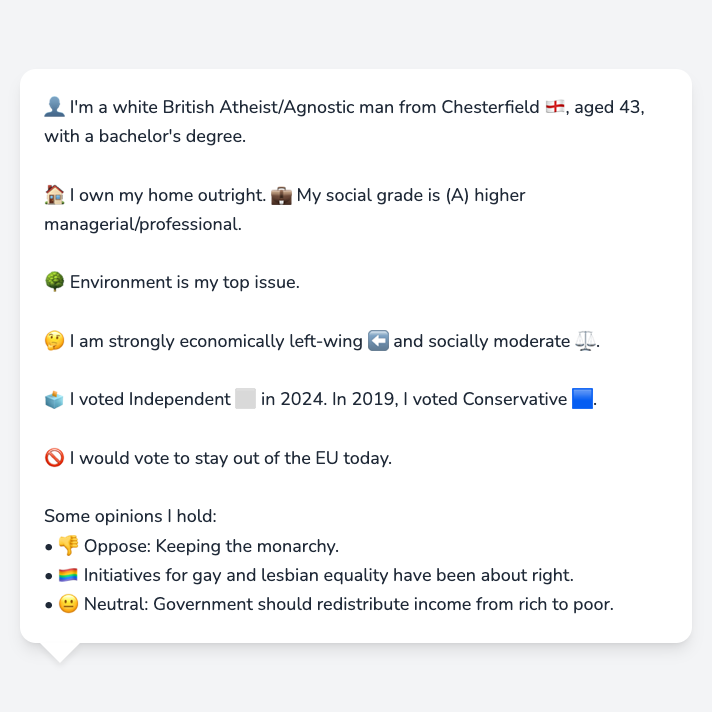 👤 I'm a white British Atheist/Agnostic man from Chesterfield 🏴󠁧󠁢󠁥󠁮󠁧󠁿, aged 43,
with a bachelor's degree.
🏠 I own my home outright. 💼 My social grade is (A) higher
managerial/professional.
🌳 Environment is my top issue.
🤔 I am strongly economically left-wing ⬅️ and socially moderate ⚖️.
🗳️ I voted Independent ⬜ in 2024. In 2019, I voted Conservative 🟦.
🚫 I would vote to stay out of the EU today.
Some opinions I hold:
• 👎 Oppose: Keeping the monarchy.
• 🏳️‍🌈 Initiatives for gay and lesbian equality have been about right.
• 😐 Neutral: Government should redistribute income from rich to poor.